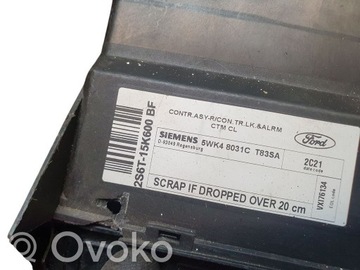 CONTR.ASY-R/CON.TR.LK.&ALRM
CTM CL
Ford
SIEMENS 5WK4 8031C T83SA
D-93049 Regensburg
2C21
2S6T-15K600 BF
VXI76134
SCRAP IF DROPPED OVER 20 cm
OVOKO